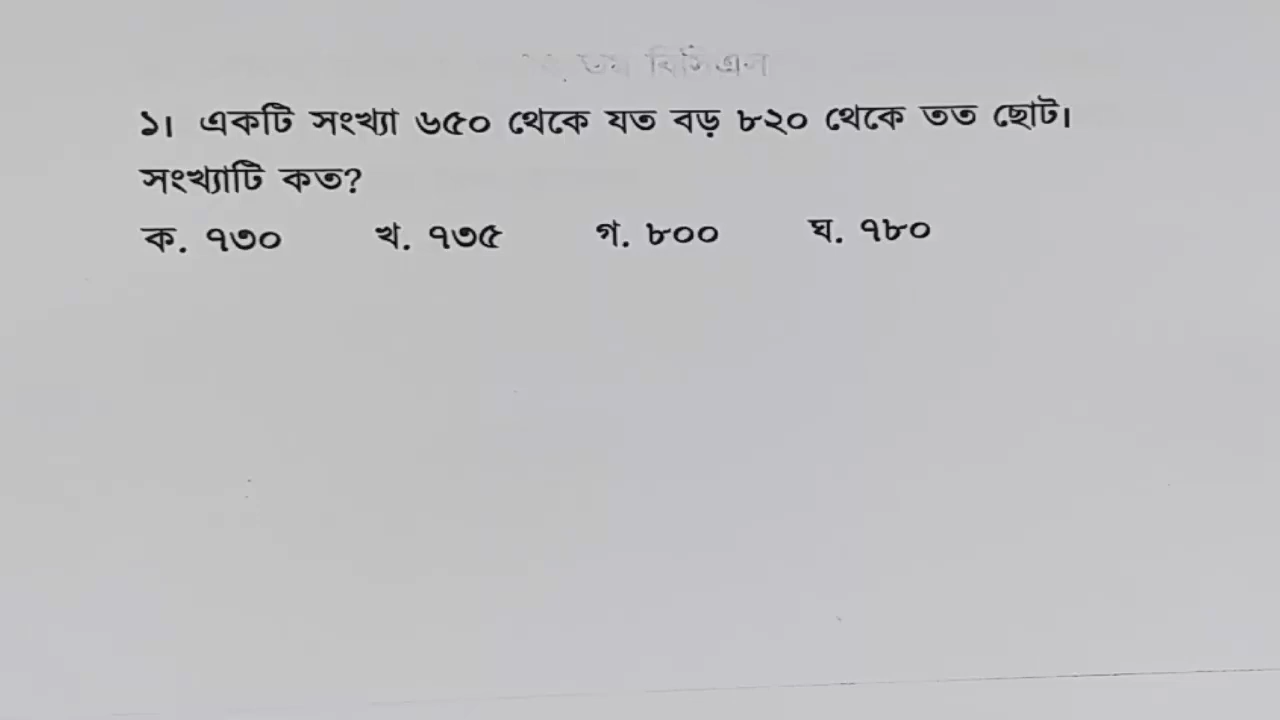 ১। একটি সংখ্যা ৬৫০ থেকে যত বড় ৮২০ থেকে তত ছোট।
সংখ্যাটি কত?
ক. ৭৩০ খ. ৭৩৫ গ. ৮০০ ঘ. ৭৮০